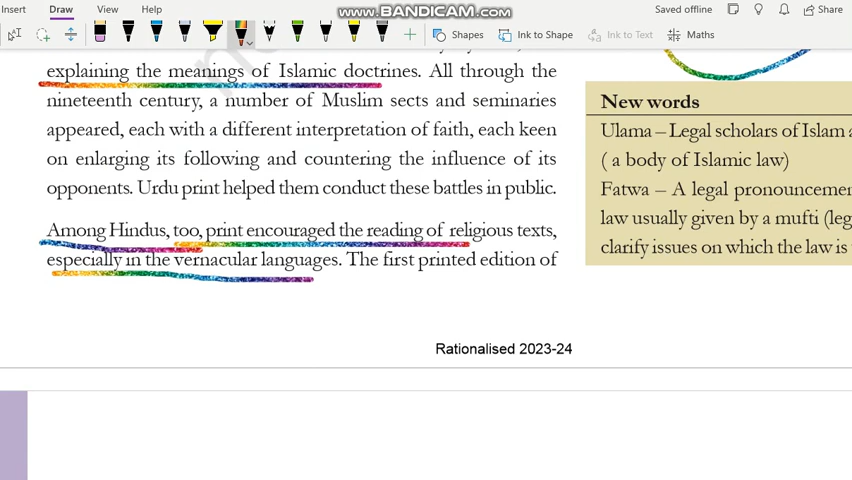 Insert Draw View Help
www.BANDICAM.com
Saved offline
Share
Shapes Ink to Shape Ink to Text Maths
explaining the meanings of Islamic doctrines. All through the
nineteenth century, a number of Muslim sects and seminaries
appeared, each with a different interpretation of faith, each keen
on enlarging its following and countering the influence of its
opponents. Urdu print helped them conduct these battles in public.
Among Hindus, too, print encouraged the reading of religious texts,
especially in the vernacular languages. The first printed edition of
New words
Ulama – Legal scholars of Islam a
( a body of Islamic law)
Fatwa – A legal pronouncemen
law usually given by a mufti (leg
clarify issues on which the law is
Rationalised 2023-24